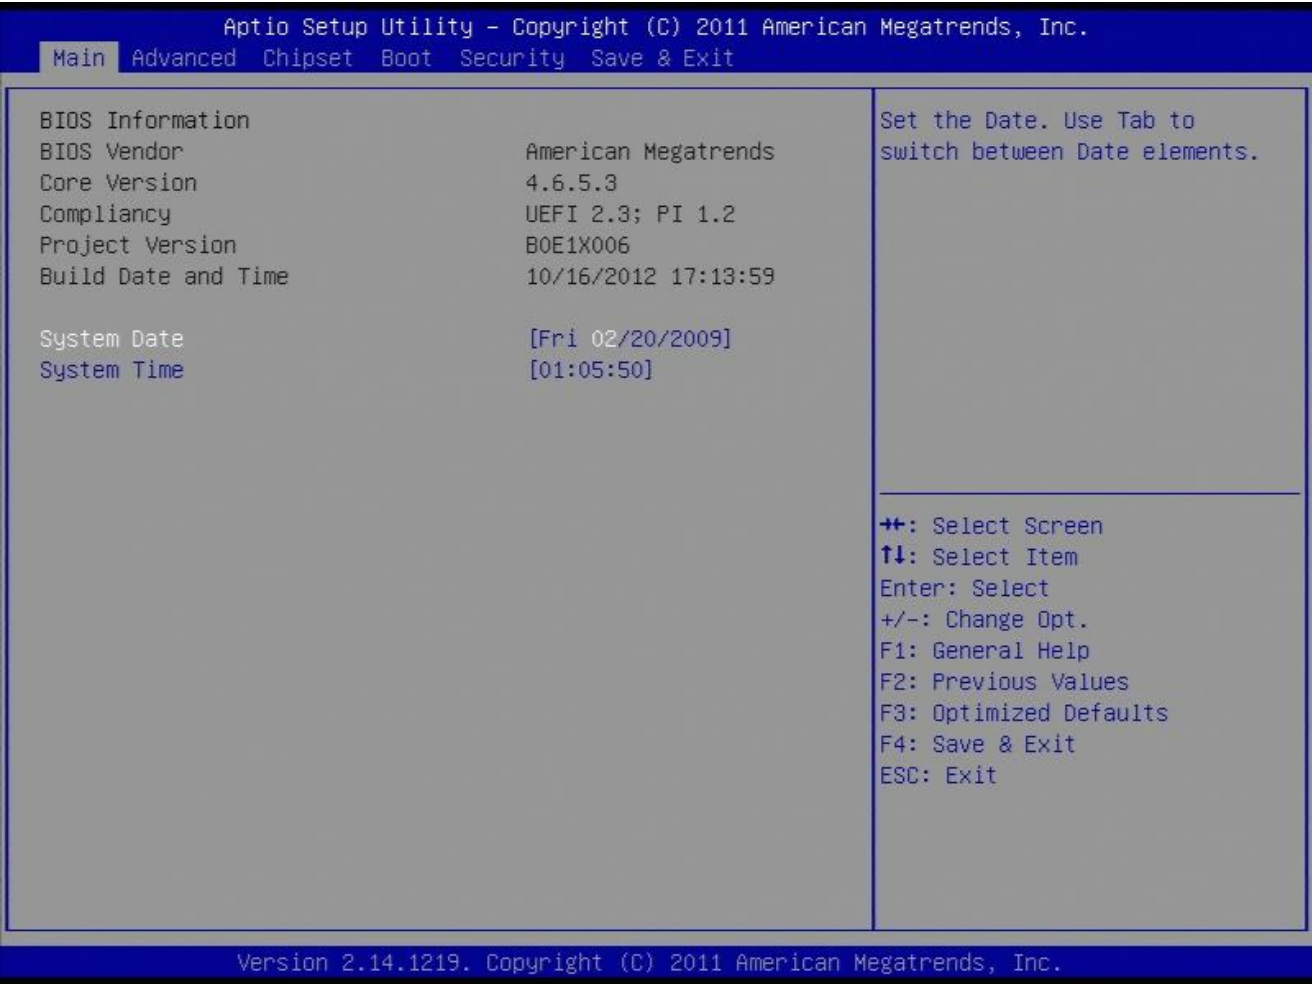 Aptio Setup Utility – Copyright (C) 2011 American Megatrends, Inc.
Main Advanced Chipset Boot Security Save & Exit
BIOS Information
BIOS Vendor American Megatrends
Core Version 4.6.5.3
Compliancy UEFI 2.3; PI 1.2
Project Version B0E1X006
Build Date and Time 10/16/2012 17:13:59
System Date [Fri 02/20/2009]
System Time [01:05:50]
Set the Date. Use Tab to
switch between Date elements.
→←: Select Screen
↑↓: Select Item
Enter: Select
+/-: Change Opt.
F1: General Help
F2: Previous Values
F3: Optimized Defaults
F4: Save & Exit
ESC: Exit
Version 2.14.1219. Copyright (C) 2011 American Megatrends, Inc.